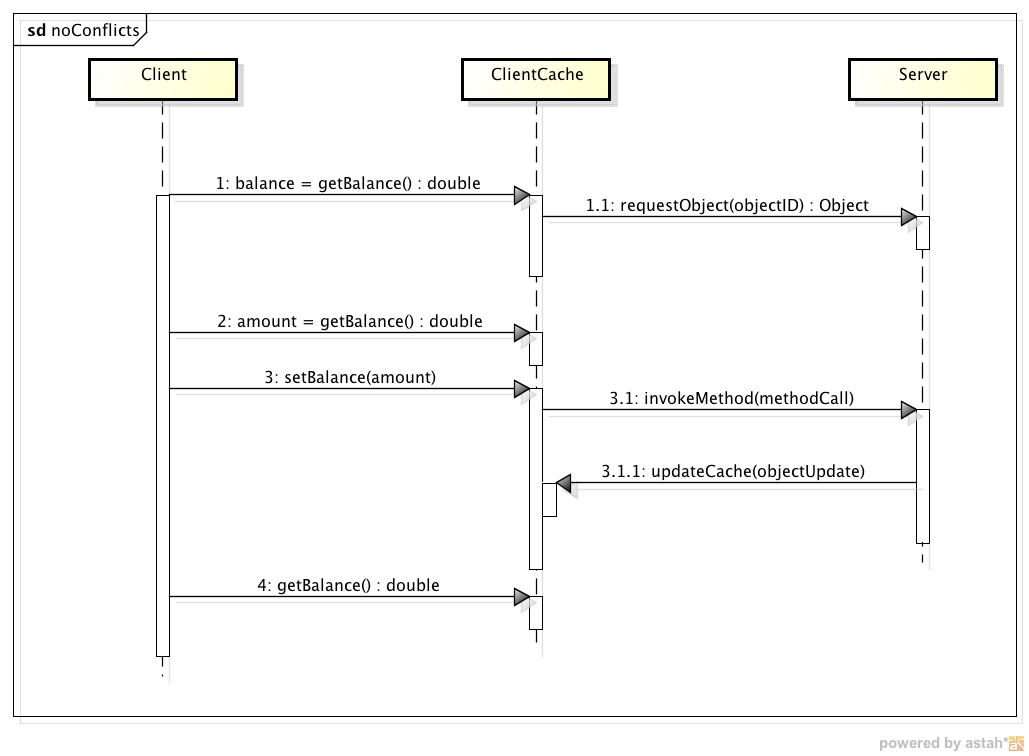 sd noConflicts
Client
ClientCache
Server
1: balance = getBalance() : double
1.1: requestObject(objectID) : Object
2: amount = getBalance() : double
3: setBalance(amount)
3.1: invokeMethod(methodCall)
3.1.1: updateCache(objectUpdate)
4: getBalance() : double
powered by astah*